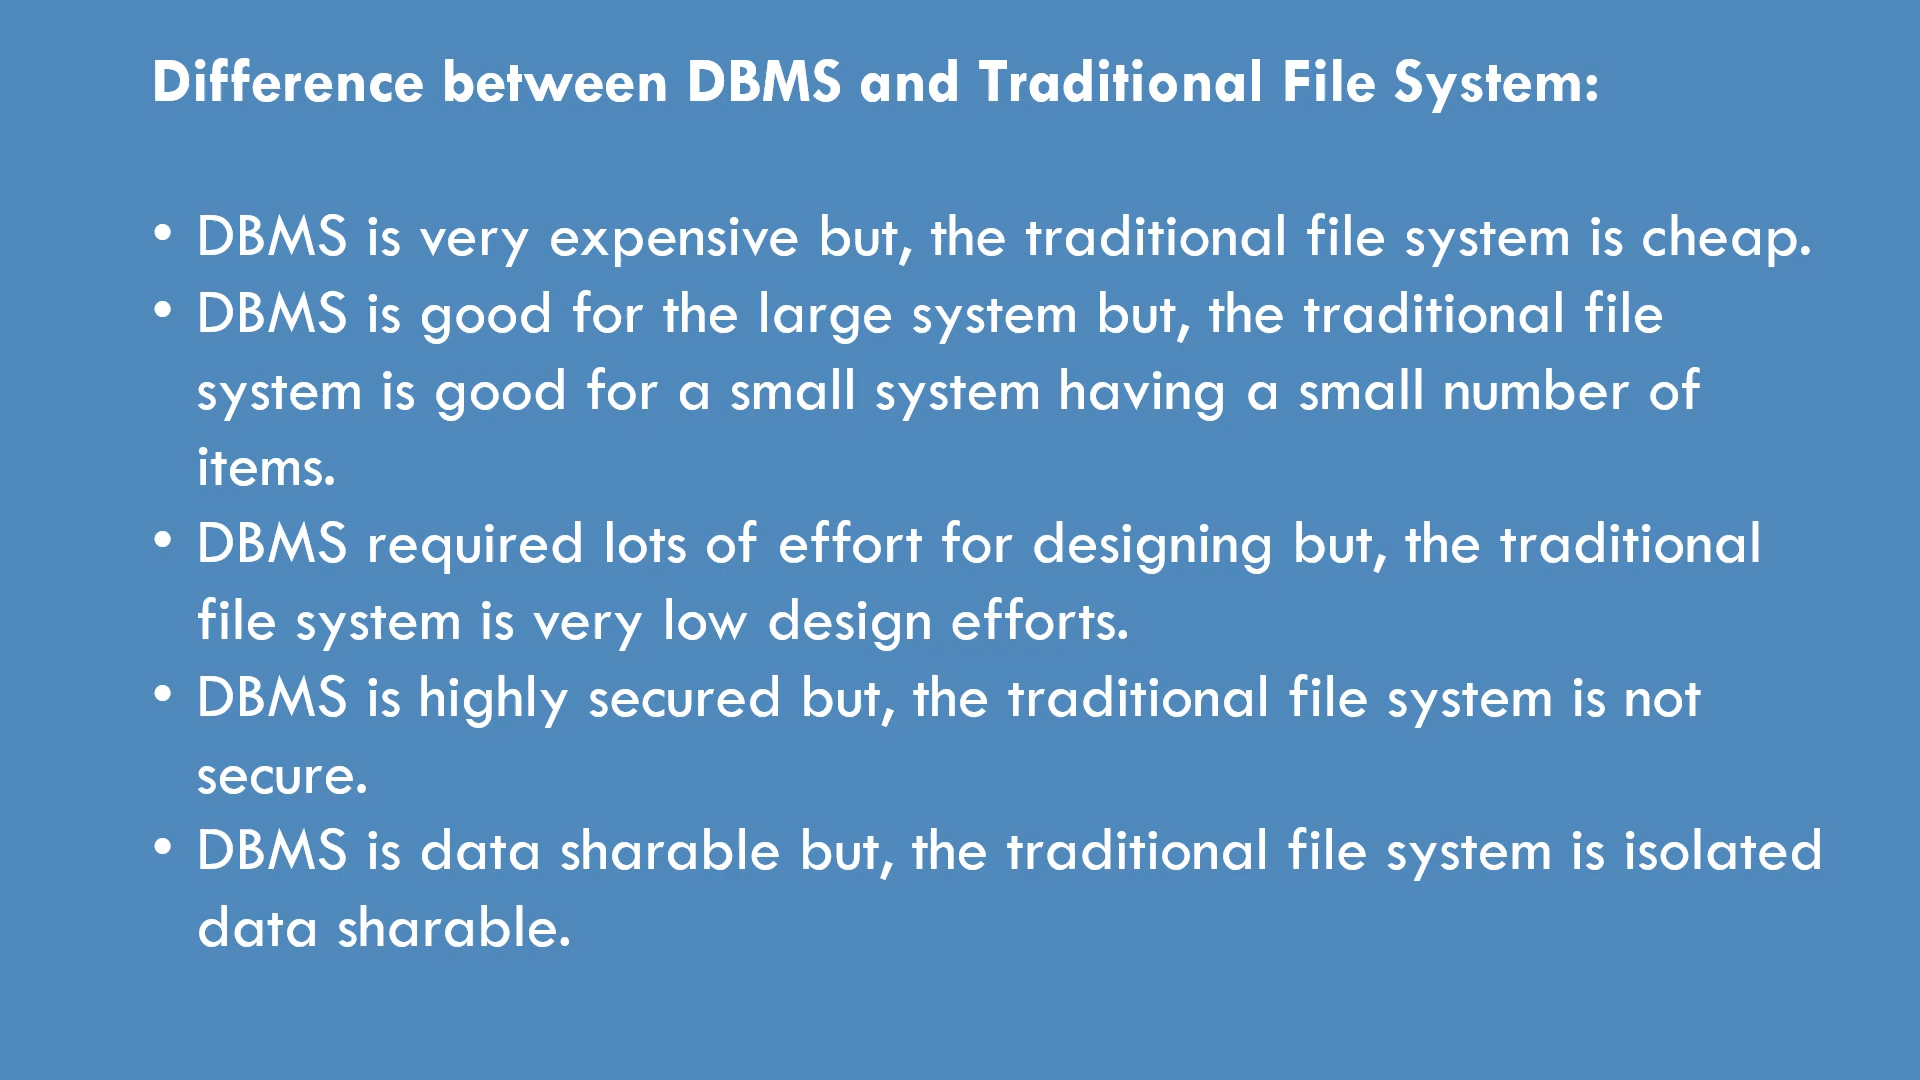 Difference between DBMS and Traditional File System:
• DBMS is very expensive but, the traditional file system is cheap.
• DBMS is good for the large system but, the traditional file
system is good for a small system having a small number of
items.
• DBMS required lots of effort for designing but, the traditional
file system is very low design efforts.
• DBMS is highly secured but, the traditional file system is not
secure.
• DBMS is data sharable but, the traditional file system is isolated
data sharable.